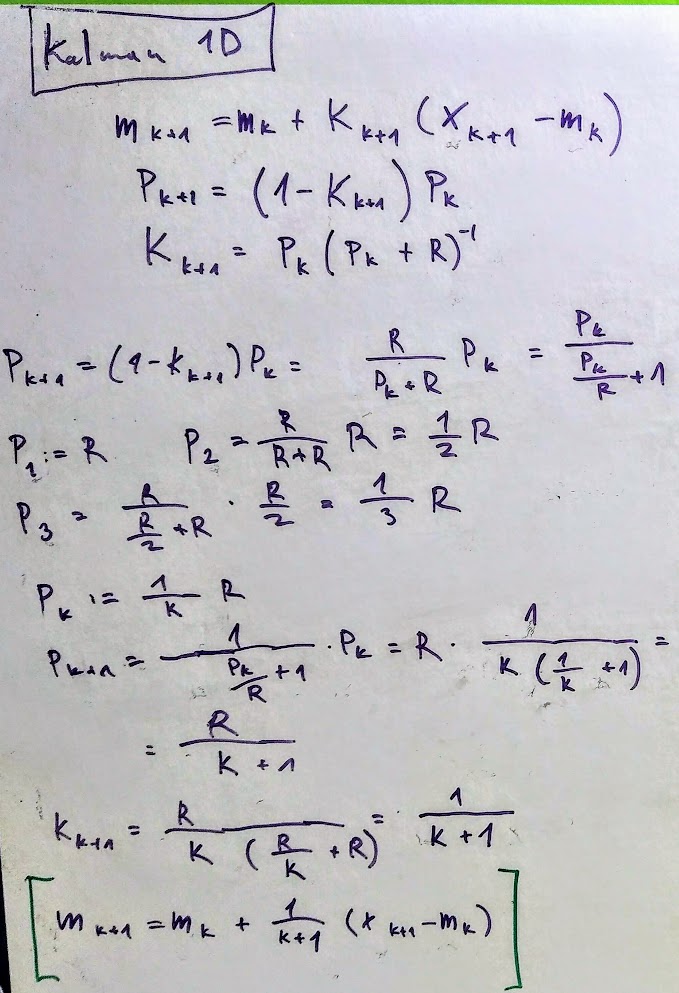 Kalman 1D
m_{k+1} = m_k + K_{k+1} (x_{k+1} - m_k)
P_{k+1} = (1 - K_{k+1}) P_k
K_{k+1} = P_k (P_k + R)^{-1}
P_{k+1} = (1 - K_{k+1}) P_k = \frac{R}{P_k + R} P_k = \frac{P_k}{\frac{P_k}{R} + 1}
P_1 := R    P_2 = \frac{R}{R+R} R = \frac{1}{2} R
P_3 = \frac{R}{\frac{R}{2} + R} · \frac{R}{2} = \frac{1}{3} R
P_k := \frac{1}{k} R
P_{k+1} = \frac{1}{\frac{P_k}{R} + 1} · P_k = R · \frac{1}{k (\frac{1}{k} + 1)} =
= \frac{R}{k + 1}
K_{k+1} = \frac{R}{k (\frac{R}{k} + R)} = \frac{1}{k + 1}
[ m_{k+1} = m_k + \frac{1}{k+1} (x_{k+1} - m_k) ]